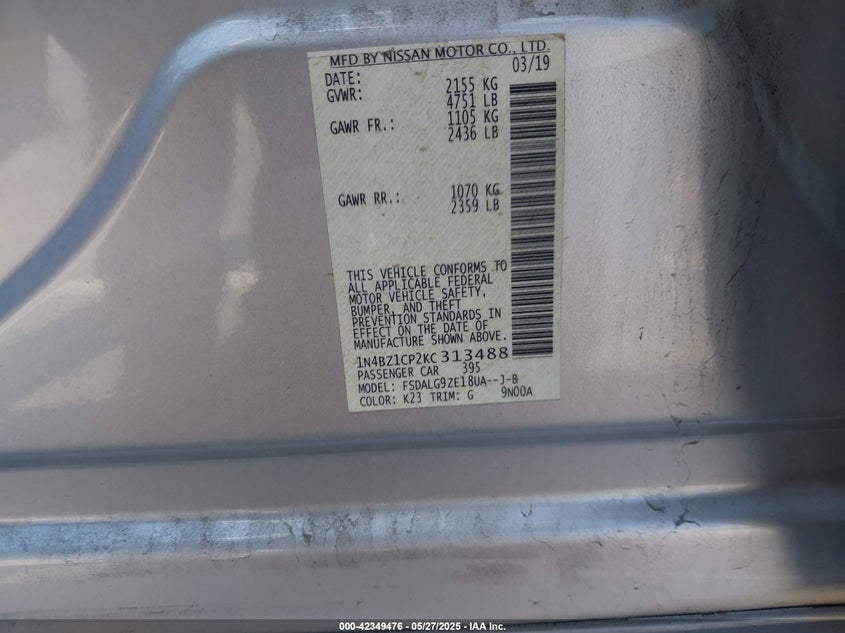 MFD BY NISSAN MOTOR CO., LTD.
DATE: 03/19
GVWR: 2155 KG
4751 LB
GAWR FR.: 1105 KG
2436 LB
GAWR RR.: 1070 KG
2359 LB
THIS VEHICLE CONFORMS TO
ALL APPLICABLE FEDERAL
MOTOR VEHICLE SAFETY,
BUMPER, AND THEFT
PREVENTION STANDARDS IN
EFFECT ON THE DATE OF
MANUFACTURE SHOWN ABOVE.
1N4BZ1CP2KC313488
PASSENGER CAR 395
MODEL: FSDALG9ZE18UA--J-B
COLOR: K23 TRIM: G 9N00A
000-42349476 - 05/27/2025 - IAA Inc.